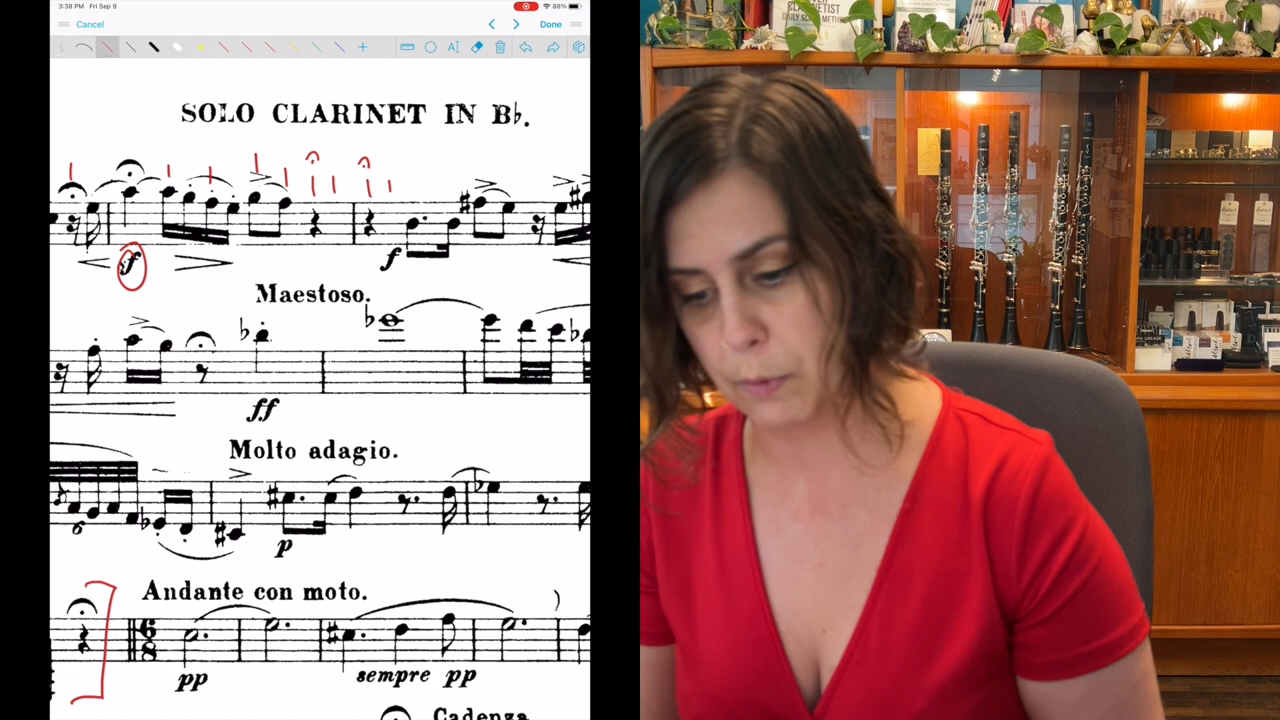 3:38 PM Fri Sep 9 88%
Cancel Done
SOLO CLARINET IN B♭.
f f
Maestoso.
ff
Molto adagio.
6 p
Andante con moto.
6
8
pp sempre pp
Cadenza